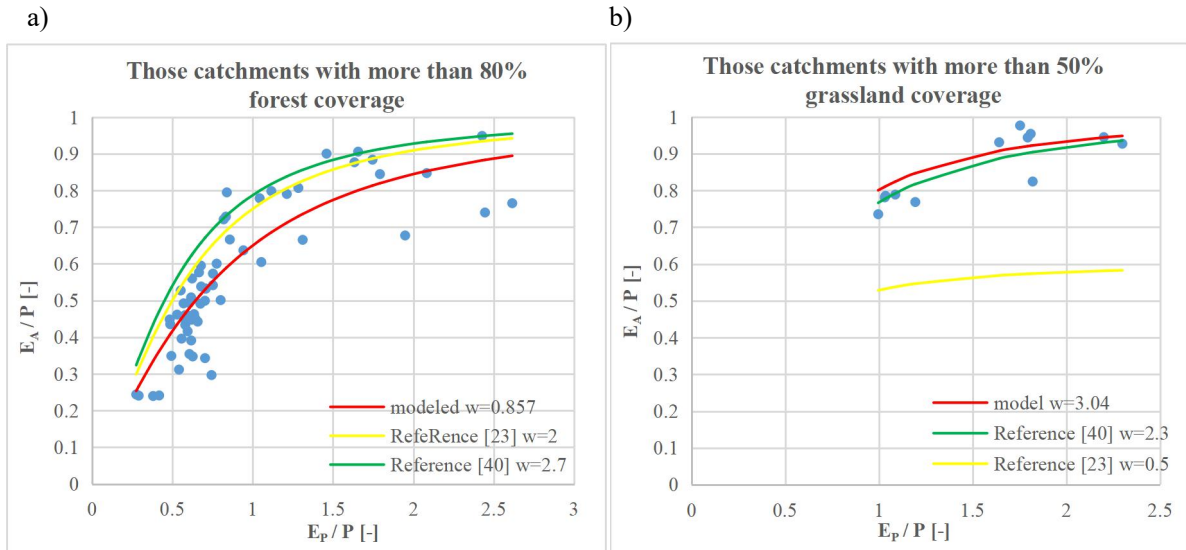 a)
Those catchments with more than 80%
forest coverage
1
0.9
0.8
0.7
0.6
0.5
0.4
0.3
0.2
0.1
0
E_A / P [-]
modeled w=0.857
RefeRence [23] w=2
Reference [40] w=2.7
0 0.5 1 1.5 2 2.5 3
E_P / P [-]
b)
Those catchments with more than 50%
grassland coverage
1
0.9
0.8
0.7
0.6
0.5
0.4
0.3
0.2
0.1
0
E_A / P [-]
model w=3.04
Reference [40] w=2.3
Reference [23] w=0.5
0 0.5 1 1.5 2 2.5
E_P / P [-]